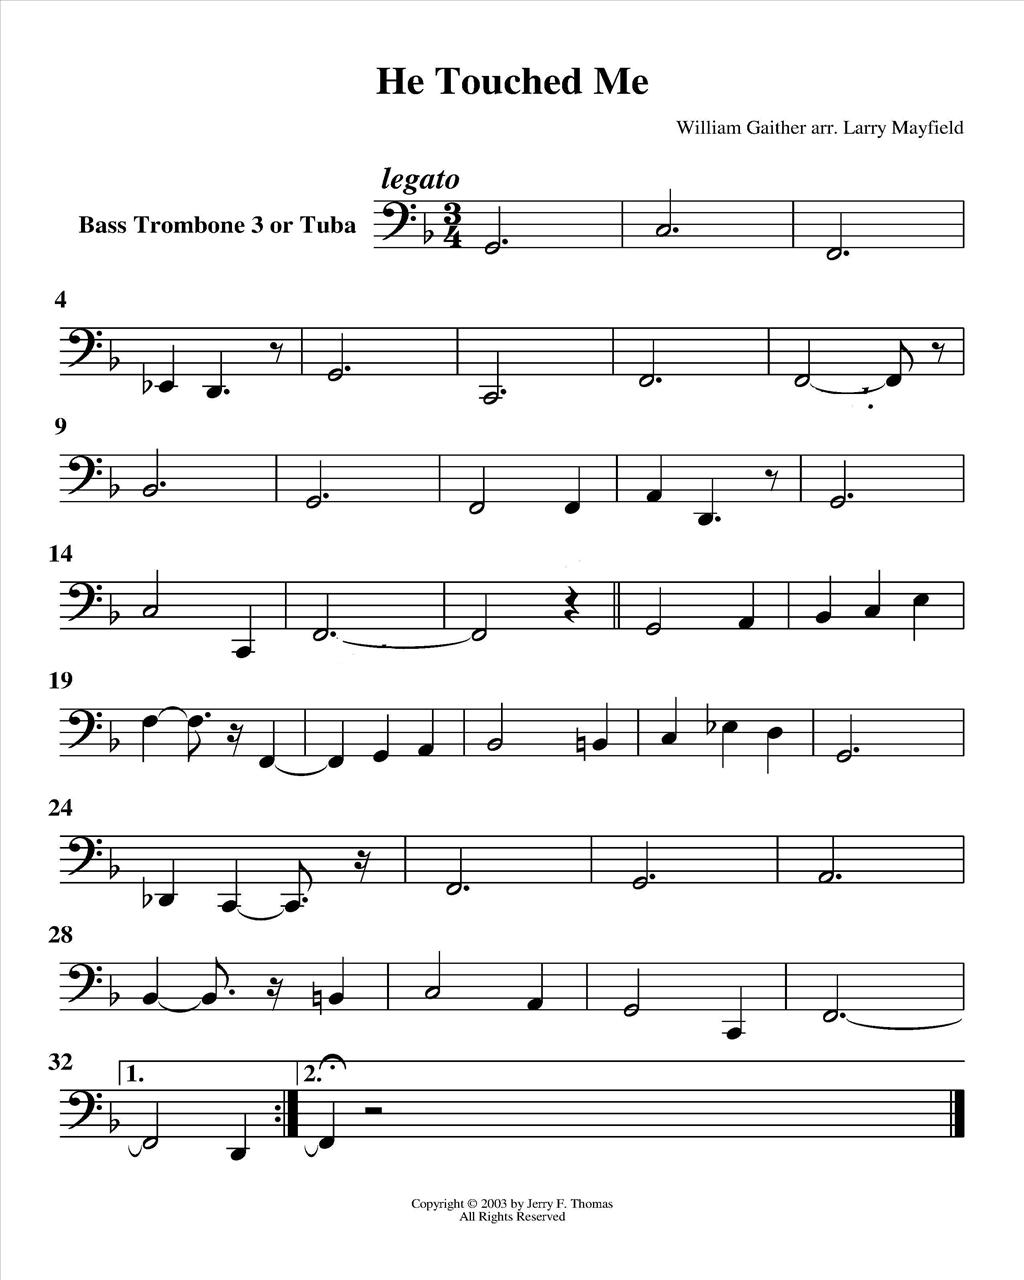 He Touched Me
William Gaither arr. Larry Mayfield
legato
Bass Trombone 3 or Tuba
3
4
4
9
14
19
24
28
32
1.
2.
Copyright © 2003 by Jerry F. Thomas
All Rights Reserved